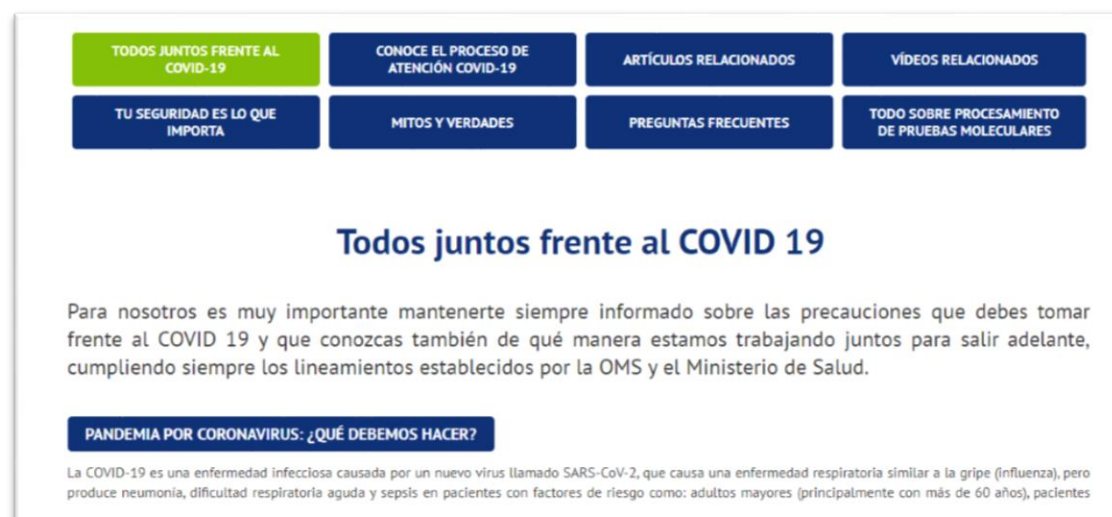 TODOS JUNTOS FRENTE AL
COVID-19
CONOCE EL PROCESO DE
ATENCIÓN COVID-19
ARTÍCULOS RELACIONADOS
VÍDEOS RELACIONADOS
TU SEGURIDAD ES LO QUE
IMPORTA
MITOS Y VERDADES
PREGUNTAS FRECUENTES
TODO SOBRE PROCESAMIENTO
DE PRUEBAS MOLECULARES
Todos juntos frente al COVID 19
Para nosotros es muy importante mantenerte siempre informado sobre las precauciones que debes tomar
frente al COVID 19 y que conozcas también de qué manera estamos trabajando juntos para salir adelante,
cumpliendo siempre los lineamientos establecidos por la OMS y el Ministerio de Salud.
PANDEMIA POR CORONAVIRUS: ¿QUÉ DEBEMOS HACER?
La COVID-19 es una enfermedad infecciosa causada por un nuevo virus llamado SARS-CoV-2, que causa una enfermedad respiratoria similar a la gripe (influenza), pero
produce neumonía, dificultad respiratoria aguda y sepsis en pacientes con factores de riesgo como: adultos mayores (principalmente con más de 60 años), pacientes